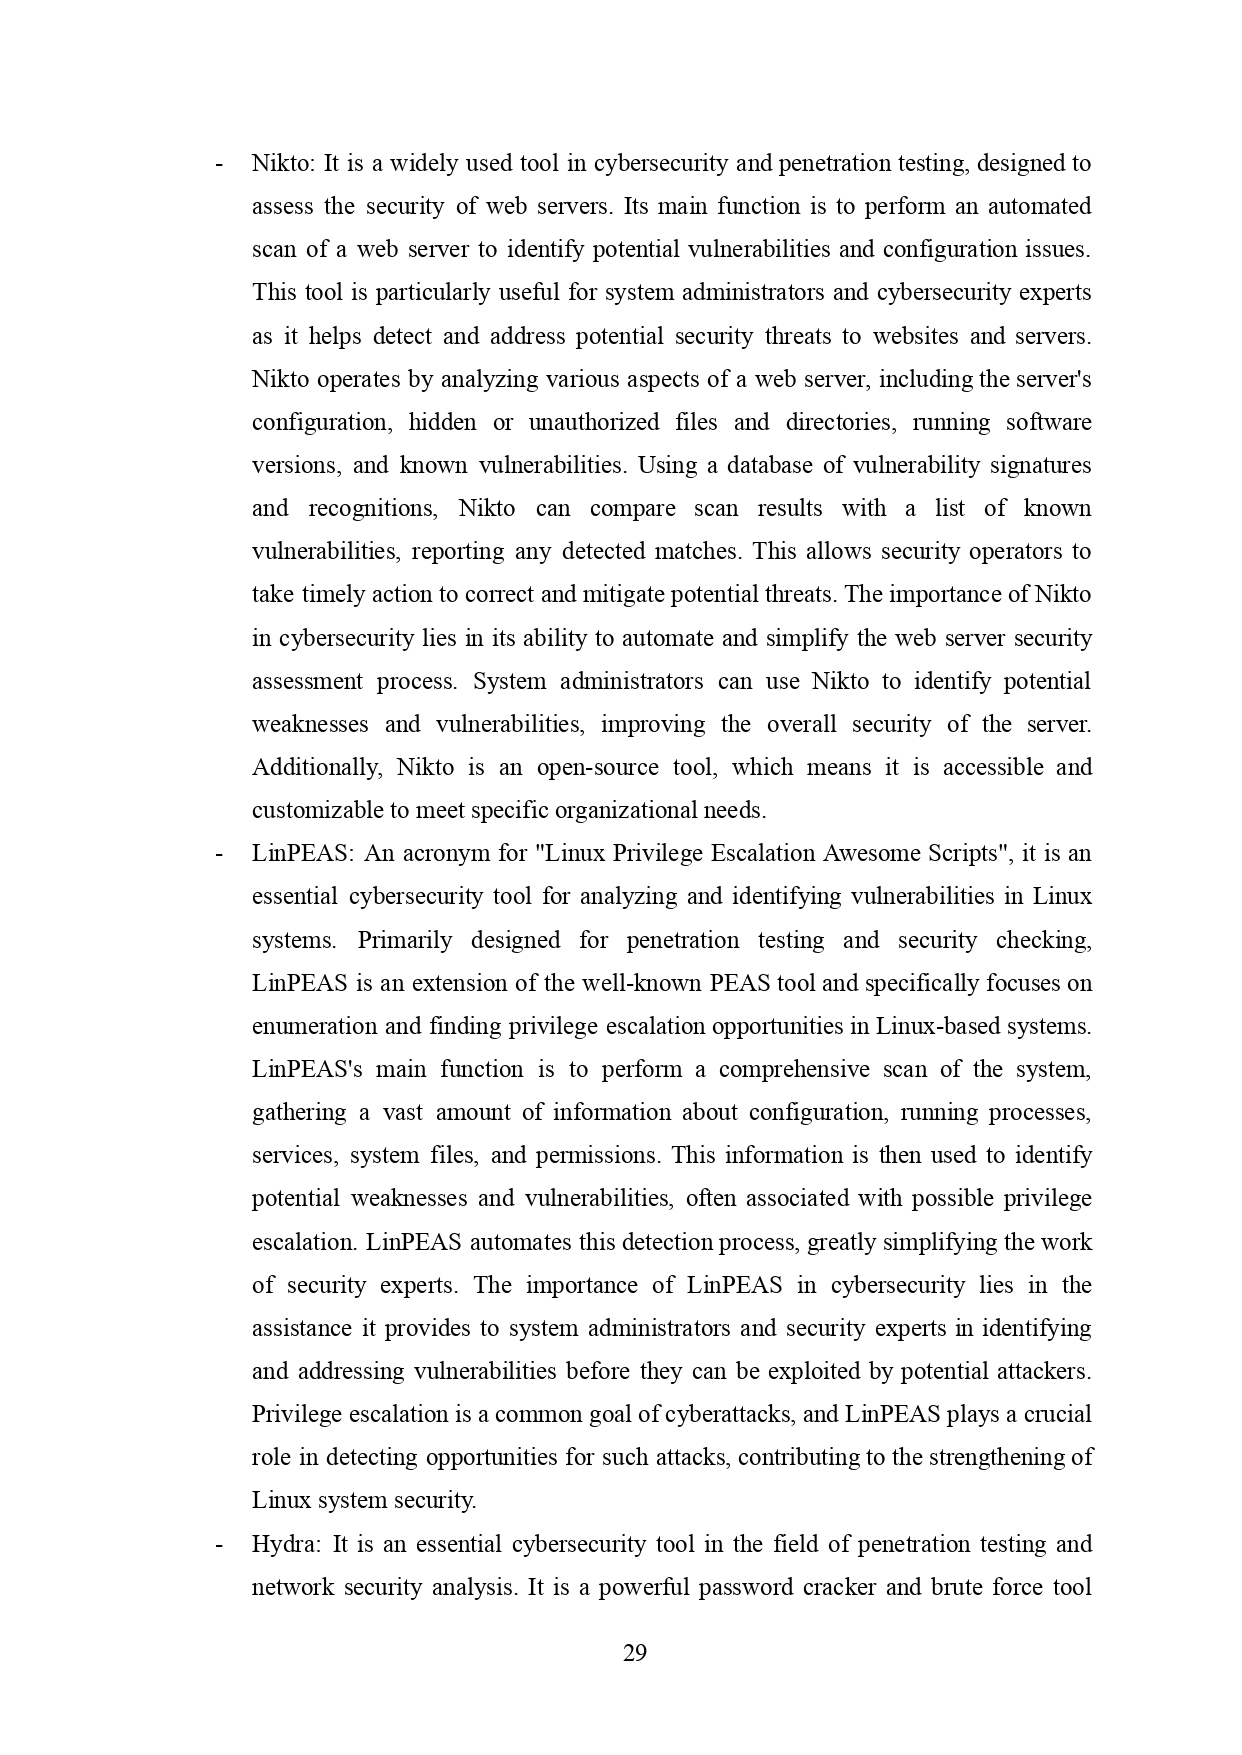 - Nikto: It is a widely used tool in cybersecurity and penetration testing, designed to
assess the security of web servers. Its main function is to perform an automated
scan of a web server to identify potential vulnerabilities and configuration issues.
This tool is particularly useful for system administrators and cybersecurity experts
as it helps detect and address potential security threats to websites and servers.
Nikto operates by analyzing various aspects of a web server, including the server's
configuration, hidden or unauthorized files and directories, running software
versions, and known vulnerabilities. Using a database of vulnerability signatures
and recognitions, Nikto can compare scan results with a list of known
vulnerabilities, reporting any detected matches. This allows security operators to
take timely action to correct and mitigate potential threats. The importance of Nikto
in cybersecurity lies in its ability to automate and simplify the web server security
assessment process. System administrators can use Nikto to identify potential
weaknesses and vulnerabilities, improving the overall security of the server.
Additionally, Nikto is an open-source tool, which means it is accessible and
customizable to meet specific organizational needs.
- LinPEAS: An acronym for "Linux Privilege Escalation Awesome Scripts", it is an
essential cybersecurity tool for analyzing and identifying vulnerabilities in Linux
systems. Primarily designed for penetration testing and security checking,
LinPEAS is an extension of the well-known PEAS tool and specifically focuses on
enumeration and finding privilege escalation opportunities in Linux-based systems.
LinPEAS's main function is to perform a comprehensive scan of the system,
gathering a vast amount of information about configuration, running processes,
services, system files, and permissions. This information is then used to identify
potential weaknesses and vulnerabilities, often associated with possible privilege
escalation. LinPEAS automates this detection process, greatly simplifying the work
of security experts. The importance of LinPEAS in cybersecurity lies in the
assistance it provides to system administrators and security experts in identifying
and addressing vulnerabilities before they can be exploited by potential attackers.
Privilege escalation is a common goal of cyberattacks, and LinPEAS plays a crucial
role in detecting opportunities for such attacks, contributing to the strengthening of
Linux system security.
- Hydra: It is an essential cybersecurity tool in the field of penetration testing and
network security analysis. It is a powerful password cracker and brute force tool
29